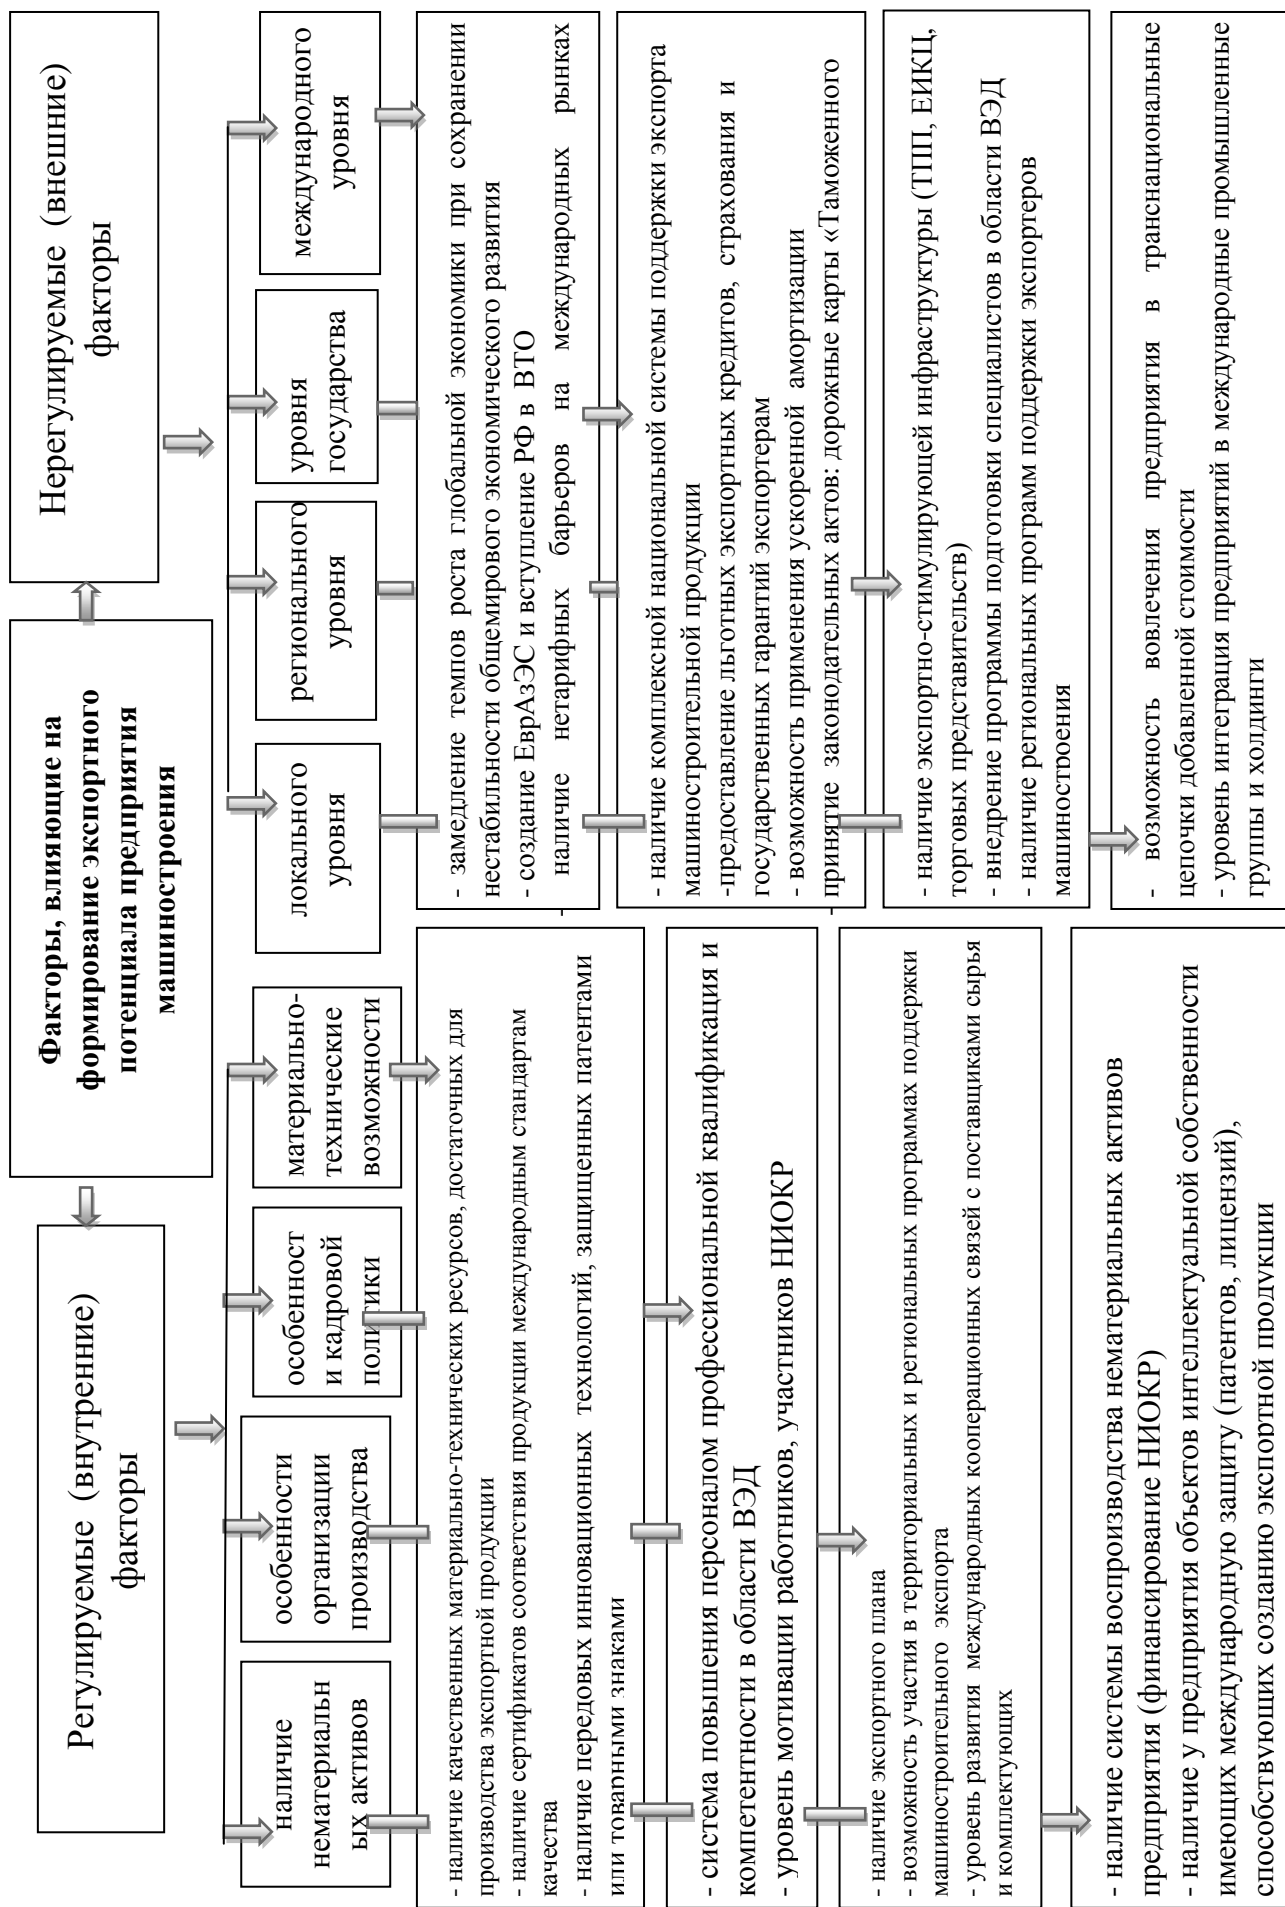 Факторы, влияющие на
формирование экспортного
потенциала предприятия
машиностроения
Регулируемые (внутренние)
факторы
Нерегулируемые (внешние)
факторы
наличие
нематериальн
ых активов
особенности
организации
производства
особенност
и кадровой
политики
материально-
технические
возможности
локального
уровня
регионального
уровня
уровня
государства
международного
уровня
- наличие качественных материально-технических ресурсов, достаточных для
производства экспортной продукции
- наличие сертификатов соответствия продукции международным стандартам
качества
- наличие передовых инновационных технологий, защищенных патентами
или товарными знаками
- система повышения персоналом профессиональной квалификации и
компетентности в области ВЭД
- уровень мотивации работников, участников НИОКР
- наличие экспортного плана
- возможность участия в территориальных и региональных программах поддержки
машиностроительного экспорта
- уровень развития международных кооперационных связей с поставщиками сырья
и комплектующих
- наличие системы воспроизводства нематериальных активов
предприятия (финансирование НИОКР)
- наличие у предприятия объектов интеллектуальной собственности
имеющих международную защиту (патентов, лицензий),
способствующих созданию экспортной продукции
- замедление темпов роста глобальной экономики при сохранении
нестабильности общемирового экономического развития
- создание ЕврАзЭС и вступление РФ в ВТО
- наличие нетарифных барьеров на международных рынках
- наличие комплексной национальной системы поддержки экспорта
машиностроительной продукции
-предоставление льготных экспортных кредитов, страхования и
государственных гарантий экспортерам
- возможность применения ускоренной амортизации
- принятие законодательных актов: дорожные карты «Таможенного
- наличие экспортно-стимулирующей инфраструктуры (ТПП, ЕИКЦ,
торговых представительств)
- внедрение программы подготовки специалистов в области ВЭД
- наличие региональных программ поддержки экспортеров
машиностроения
- возможность вовлечения предприятия в транснациональные
цепочки добавленной стоимости
- уровень интеграция предприятий в международные промышленные
группы и холдинги